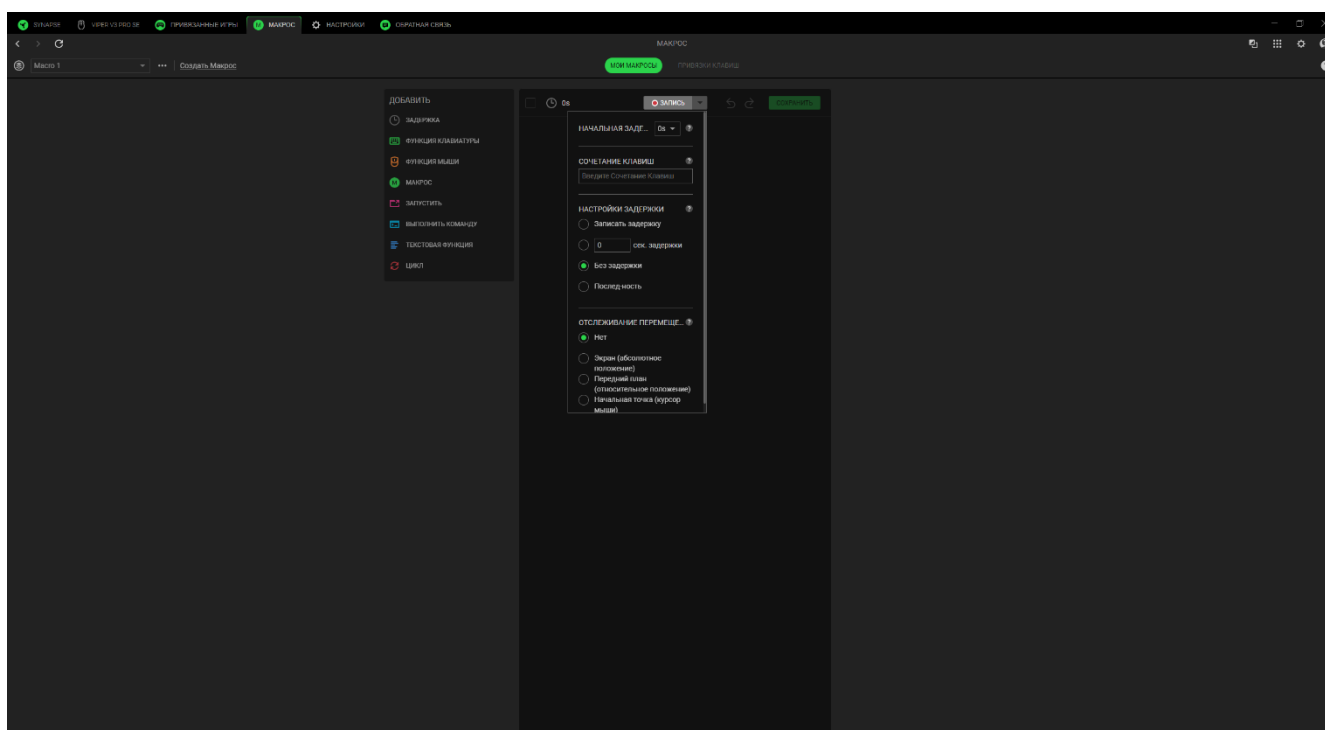 SYNAPSE VIPER V3 PRO SE ПРИВЯЗАННЫЕ ИГРЫ МАКРОС НАСТРОЙКИ ОБРАТНАЯ СВЯЗЬ
МАКРОС
Macro 1 Создать Макрос МОИ МАКРОСЫ ПРИВЯЗКИ КЛАВИШ
ДОБАВИТЬ
ЗАДЕРЖКА
ФУНКЦИЯ КЛАВИАТУРЫ
ФУНКЦИЯ МЫШИ
МАКРОС
ЗАПУСТИТЬ
ВЫПОЛНИТЬ КОМАНДУ
ТЕКСТОВАЯ ФУНКЦИЯ
ЦИКЛ
0s ЗАПИСЬ СОХРАНИТЬ
НАЧАЛЬНАЯ ЗАДЕ... 0s
СОЧЕТАНИЕ КЛАВИШ
Введите Сочетание Клавиш
НАСТРОЙКИ ЗАДЕРЖКИ
Записать задержку
0 сек. задержки
Без задержки
Послед-ность
ОТСЛЕЖИВАНИЕ ПЕРЕМЕЩЕ...
Нет
Экран (абсолютное
положение)
Передний план
(относительное положение)
Начальная точка (курсор
мыши)